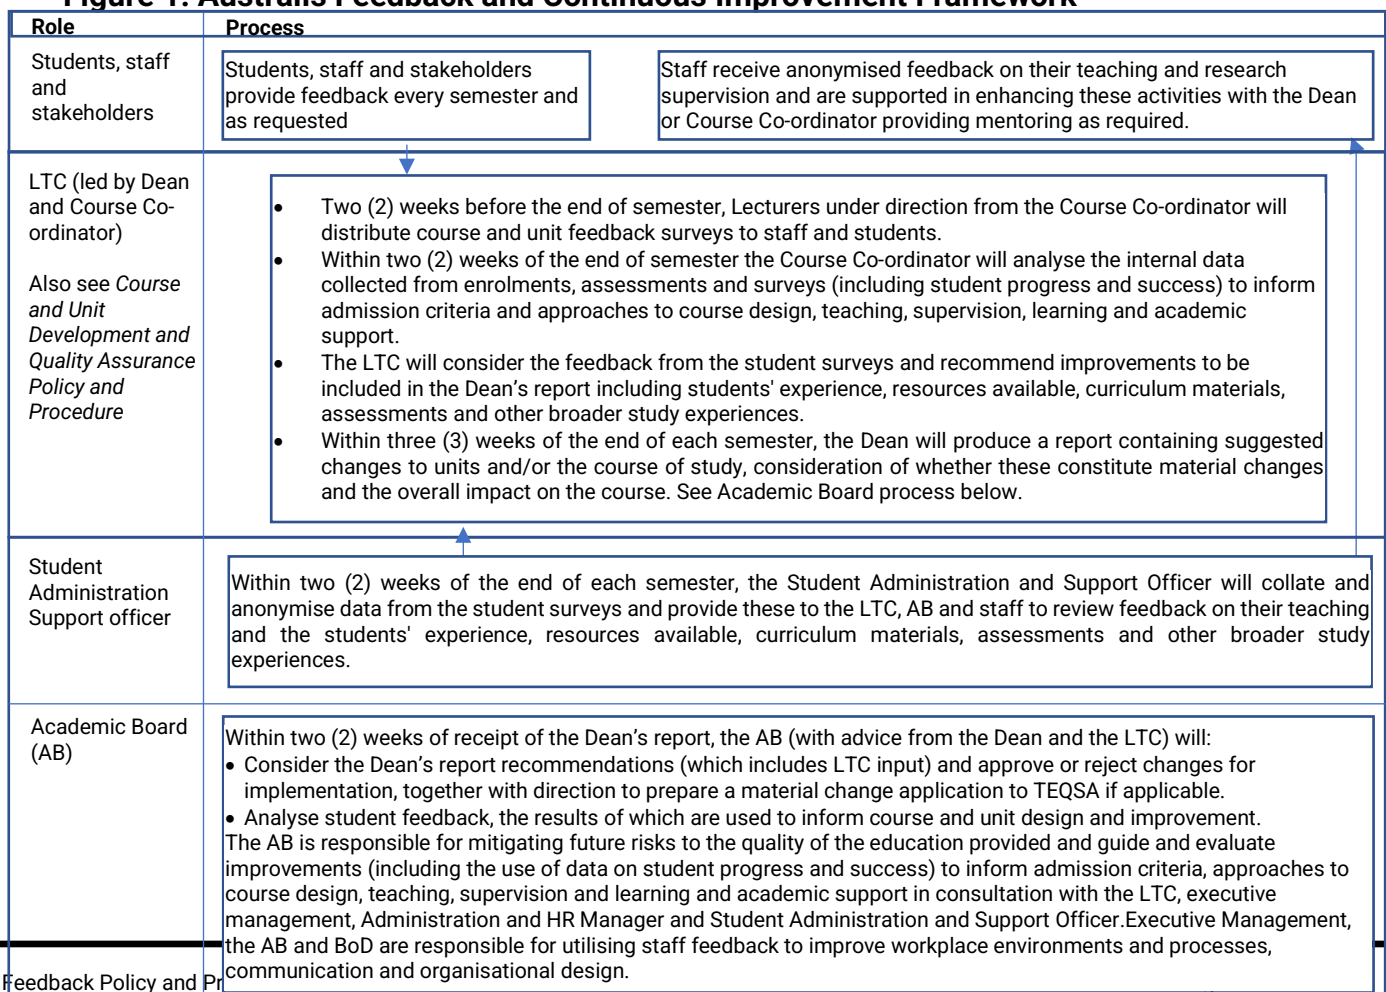 Figure 1: Australis Feedback and Continuous Improvement Framework
Role
Process
Students, staff
and
stakeholders
Students, staff and stakeholders
provide feedback every semester and
as requested
Staff receive anonymised feedback on their teaching and research
supervision and are supported in enhancing these activities with the Dean
or Course Co-ordinator providing mentoring as required.
LTC (led by Dean
and Course Co-
ordinator)
Also see Course
and Unit
Development and
Quality Assurance
Policy and
Procedure
• Two (2) weeks before the end of semester, Lecturers under direction from the Course Co-ordinator will
distribute course and unit feedback surveys to staff and students.
• Within two (2) weeks of the end of semester the Course Co-ordinator will analyse the internal data
collected from enrolments, assessments and surveys (including student progress and success) to inform
admission criteria and approaches to course design, teaching, supervision, learning and academic
support.
• The LTC will consider the feedback from the student surveys and recommend improvements to be
included in the Dean’s report including students' experience, resources available, curriculum materials,
assessments and other broader study experiences.
• Within three (3) weeks of the end of each semester, the Dean will produce a report containing suggested
changes to units and/or the course of study, consideration of whether these constitute material changes
and the overall impact on the course. See Academic Board process below.
Student
Administration
Support officer
Within two (2) weeks of the end of each semester, the Student Administration and Support Officer will collate and
anonymise data from the student surveys and provide these to the LTC, AB and staff to review feedback on their teaching
and the students' experience, resources available, curriculum materials, assessments and other broader study
experiences.
Academic Board
(AB)
Within two (2) weeks of receipt of the Dean’s report, the AB (with advice from the Dean and the LTC) will:
• Consider the Dean’s report recommendations (which includes LTC input) and approve or reject changes for
implementation, together with direction to prepare a material change application to TEQSA if applicable.
• Analyse student feedback, the results of which are used to inform course and unit design and improvement.
The AB is responsible for mitigating future risks to the quality of the education provided and guide and evaluate
improvements (including the use of data on student progress and success) to inform admission criteria, approaches to
course design, teaching, supervision and learning and academic support in consultation with the LTC, executive
management, Administration and HR Manager and Student Administration and Support Officer.Executive Management,
the AB and BoD are responsible for utilising staff feedback to improve workplace environments and processes,
communication and organisational design.
Feedback Policy and Pr